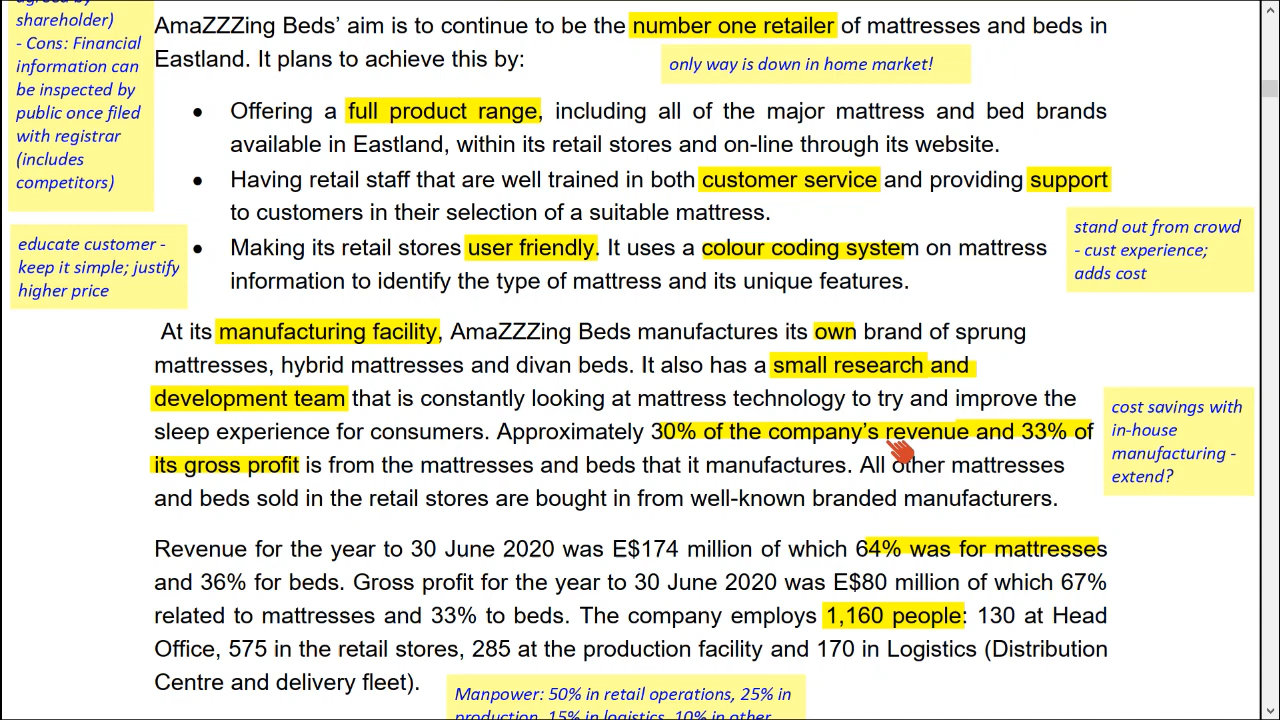 agreed by
shareholder)
- Cons: Financial
information can
be inspected by
public once filed
with registrar
(includes
competitors)
AmaZZZing Beds’ aim is to continue to be the number one retailer of mattresses and beds in
Eastland. It plans to achieve this by:
only way is down in home market!
• Offering a full product range, including all of the major mattress and bed brands
available in Eastland, within its retail stores and on-line through its website.
• Having retail staff that are well trained in both customer service and providing support
to customers in their selection of a suitable mattress.
• Making its retail stores user friendly. It uses a colour coding system on mattress
information to identify the type of mattress and its unique features.
educate customer -
keep it simple; justify
higher price
stand out from crowd
- cust experience;
adds cost
At its manufacturing facility, AmaZZZing Beds manufactures its own brand of sprung
mattresses, hybrid mattresses and divan beds. It also has a small research and
development team that is constantly looking at mattress technology to try and improve the
sleep experience for consumers. Approximately 30% of the company’s revenue and 33% of
its gross profit is from the mattresses and beds that it manufactures. All other mattresses
and beds sold in the retail stores are bought in from well-known branded manufacturers.
cost savings with
in-house
manufacturing -
extend?
Revenue for the year to 30 June 2020 was E$174 million of which 64% was for mattresses
and 36% for beds. Gross profit for the year to 30 June 2020 was E$80 million of which 67%
related to mattresses and 33% to beds. The company employs 1,160 people: 130 at Head
Office, 575 in the retail stores, 285 at the production facility and 170 in Logistics (Distribution
Centre and delivery fleet).
Manpower: 50% in retail operations, 25% in
production, 15% in logistics, 10% in other